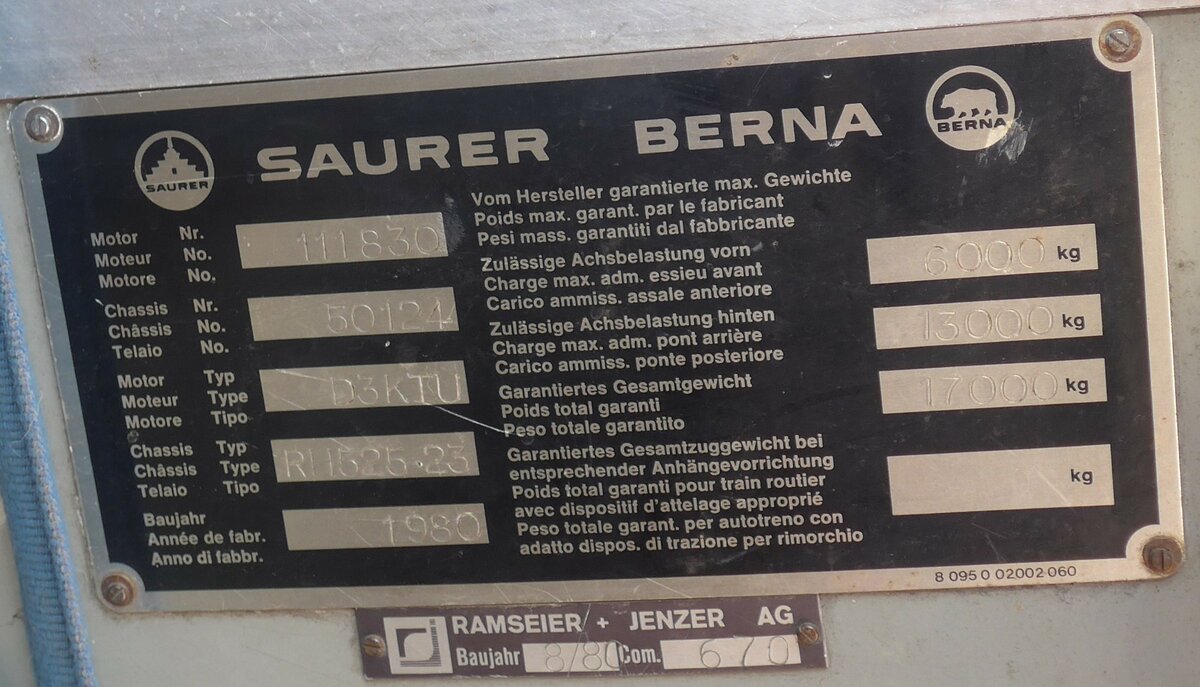 SAURER BERNA
SAURER
BERNA
Motor Nr. 111830
Moteur No.
Motore No.
Chassis Nr. 50124
Châssis No.
Telaio No.
Motor Typ D3KTU
Moteur Type
Motore Tipo
Chassis Typ RH525-23
Châssis Type
Telaio Tipo
Baujahr 1980
Année de fabr.
Anno di fabbr.
Vom Hersteller garantierte max. Gewichte
Poids max. garant. par le fabricant
Pesi mass. garantiti dal fabbricante
Zulässige Achsbelastung vorn 6000 kg
Charge max. adm. essieu avant
Carico ammiss. assale anteriore
Zulässige Achsbelastung hinten 13000 kg
Charge max. adm. pont arrière
Carico ammiss. ponte posteriore
Garantiertes Gesamtgewicht 17000 kg
Poids total garanti
Peso totale garantito
Garantiertes Gesamtzuggewicht bei
entsprechender Anhängevorrichtung kg
Poids total garanti pour train routier
avec dispositif d'attelage approprié
Peso totale garant. per autotreno con
adatto dispos. di trazione per rimorchio
8 095 0 02002 060
RAMSEIER + JENZER AG
Baujahr 8/80 Com. 670